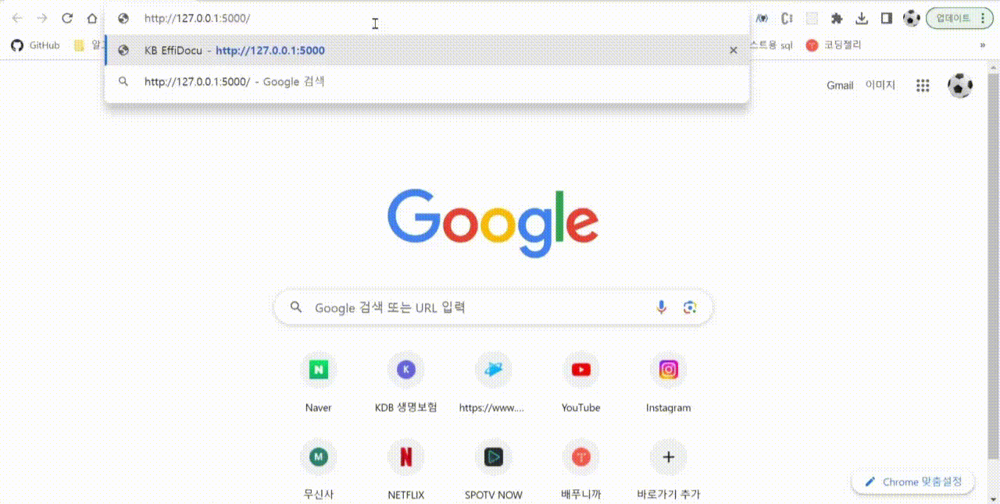 http://127.0.0.1:5000/
업데이트
GitHub
스트용 sql
코딩젤리
»
KB EffiDocu - http://127.0.0.1:5000
http://127.0.0.1:5000/ - Google 검색
Gmail
이미지
Google
Google 검색 또는 URL 입력
Naver
KDB 생명보험
https://www....
YouTube
Instagram
무신사
NETFLIX
SPOTV NOW
배푸니까
바로가기 추가
Chrome 맞춤설정